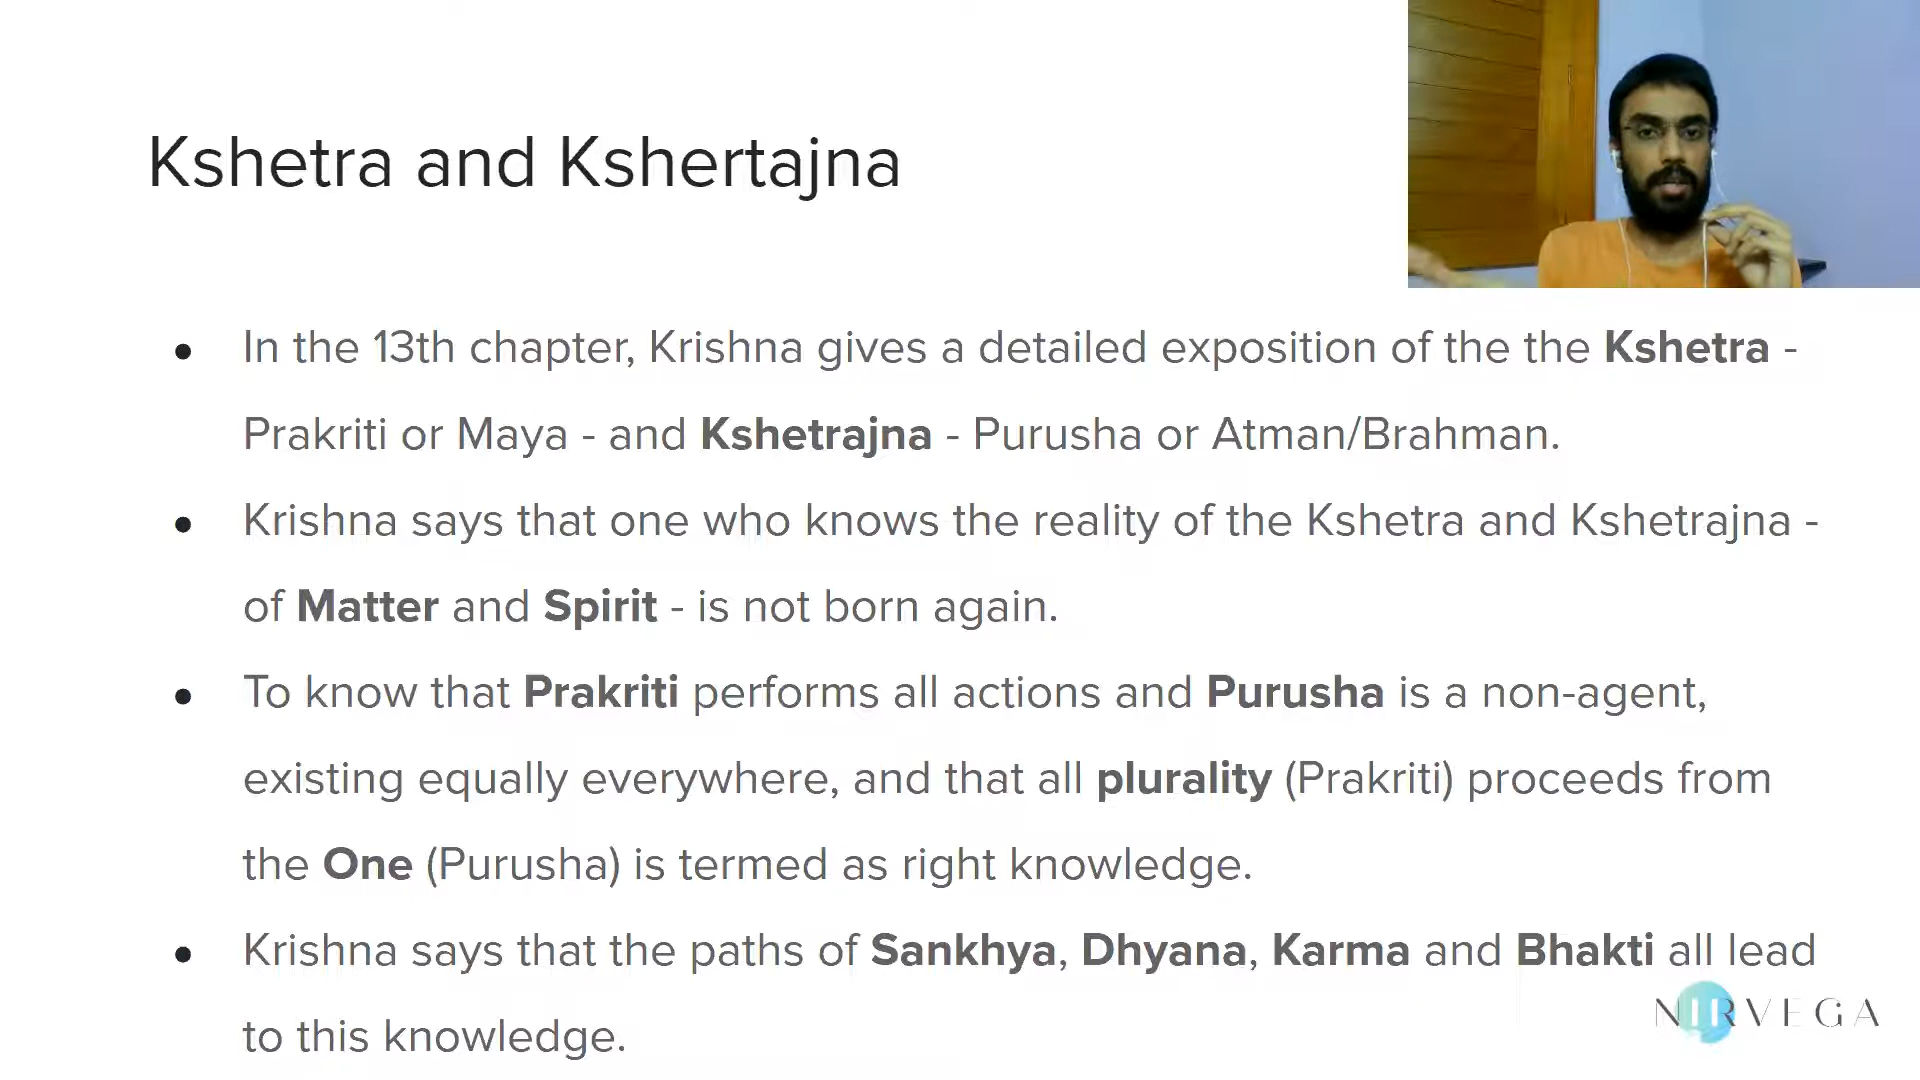 Kshetra and Kshertajna
● In the 13th chapter, Krishna gives a detailed exposition of the the Kshetra -
Prakriti or Maya - and Kshetrajna - Purusha or Atman/Brahman.
● Krishna says that one who knows the reality of the Kshetra and Kshetrajna -
of Matter and Spirit - is not born again.
● To know that Prakriti performs all actions and Purusha is a non-agent,
existing equally everywhere, and that all plurality (Prakriti) proceeds from
the One (Purusha) is termed as right knowledge.
● Krishna says that the paths of Sankhya, Dhyana, Karma and Bhakti all lead
to this knowledge.
NIRVEGA